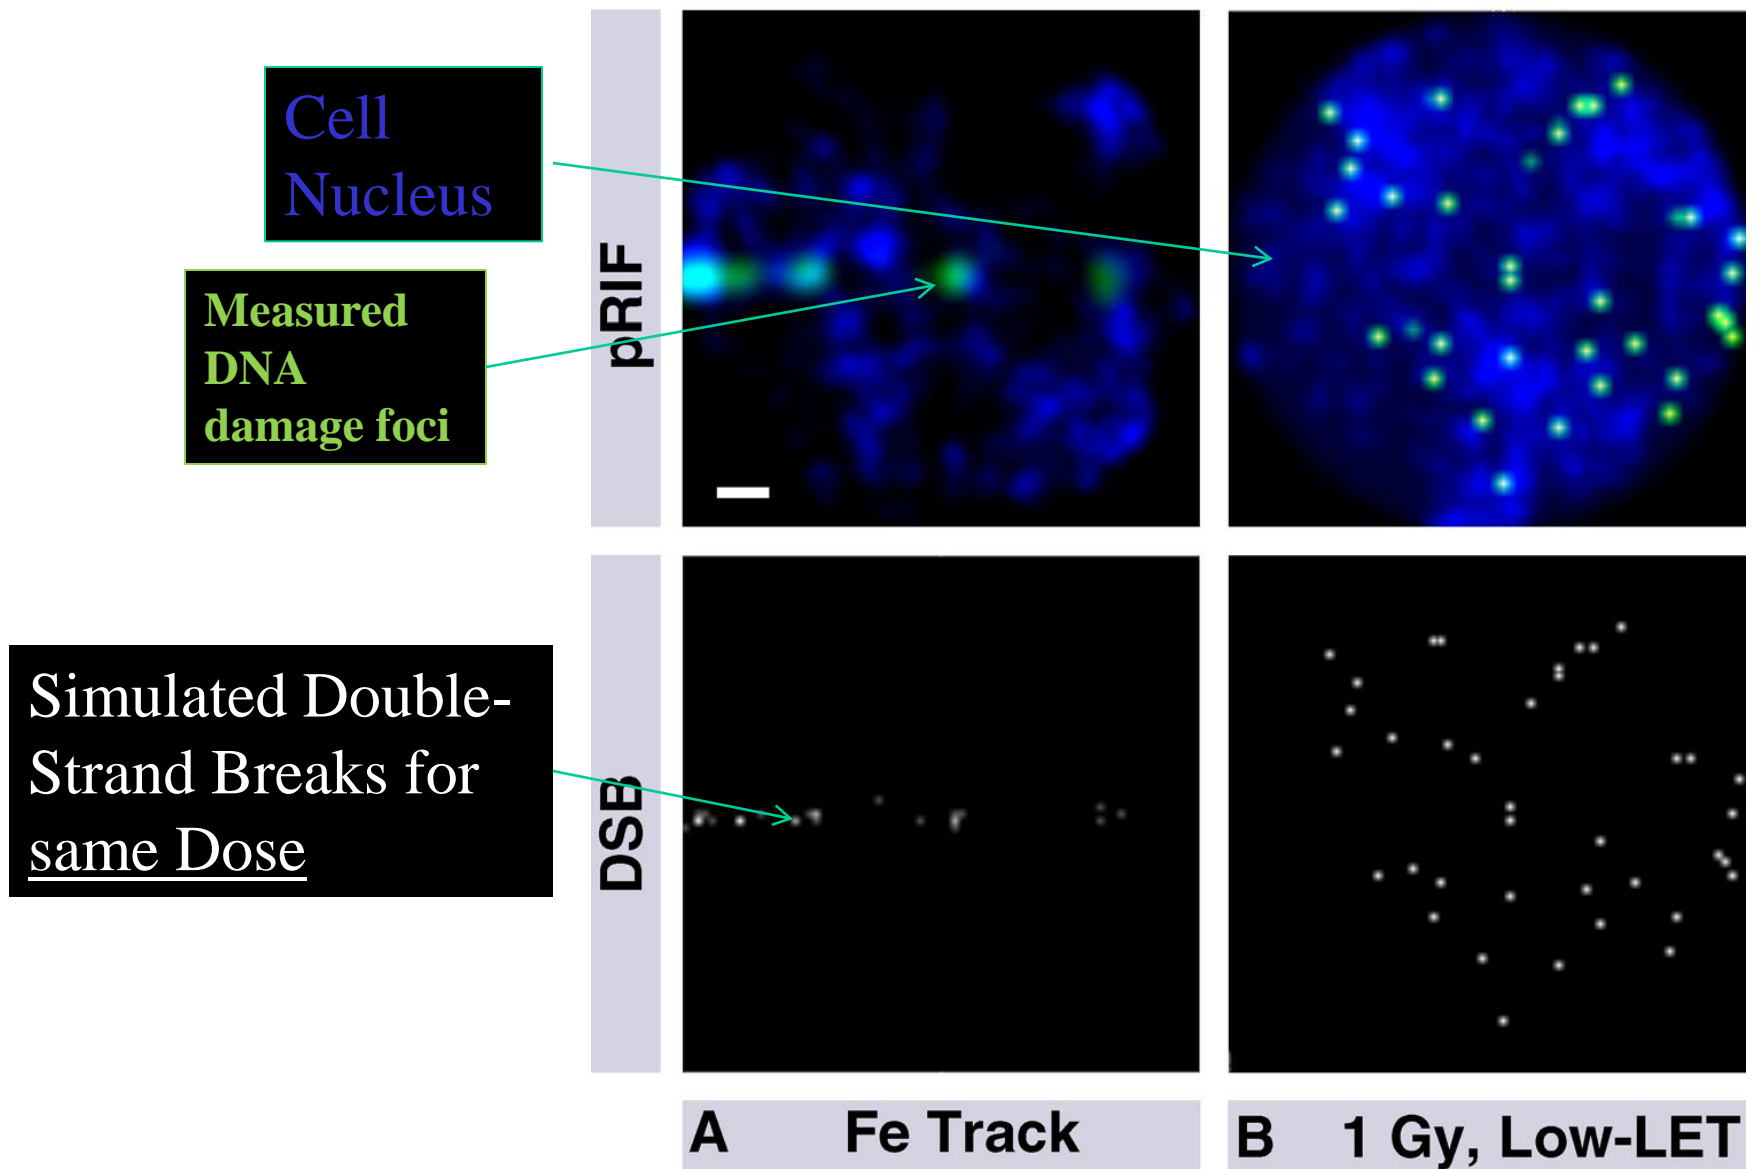 Cell
Nucleus
Measured
DNA
damage foci
pRIF
Simulated Double-
Strand Breaks for
same Dose
DSB
A Fe Track
B 1 Gy, Low-LET